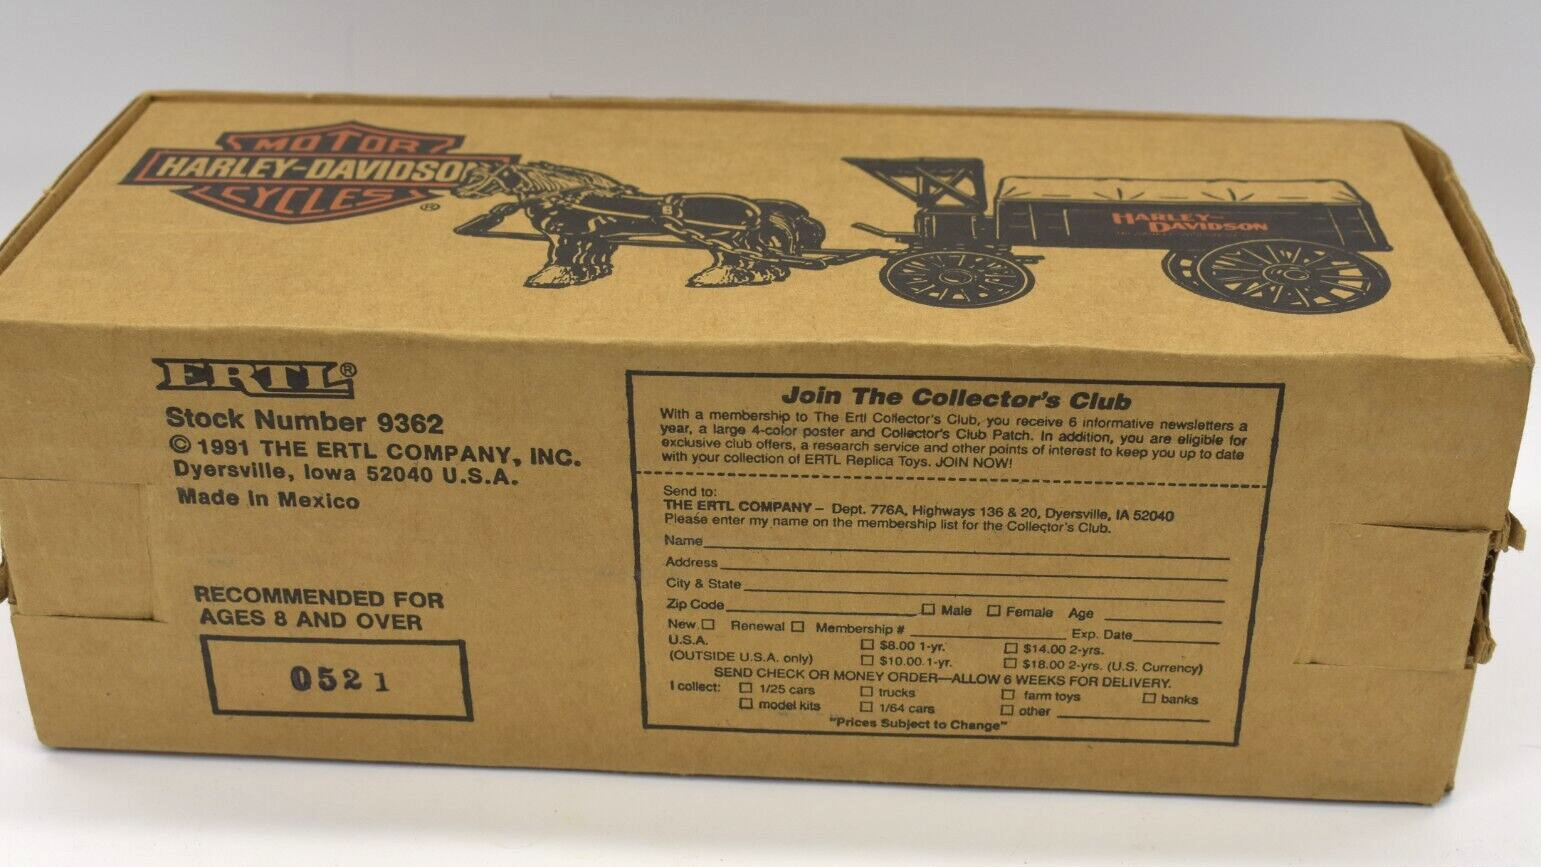 MOTOR
HARLEY-DAVIDSO
CYCLES
®
HARLEY-
DAVIDSON
B
ERTL®
Stock Number 9362
© 1991 THE ERTL COMPANY, INC.
Dyersville, Iowa 52040 U.S.A.
Made in Mexico
RECOMMENDED FOR
AGES 8 AND OVER
0521
Join The Collector's Club
With a membership to The Ertl Collector's Club, you receive 6 informative newsletters a
year, a large 4-color poster and Collector's Club Patch. In addition, you are eligible for
exclusive club offers, a research service and other points of interest to keep you up to date
with your collection of ERTL Replica Toys. JOIN NOW!
Send to:
THE ERTL COMPANY – Dept. 776A, Highways 136 & 20, Dyersville, IA 52040
Please enter my name on the membership list for the Collector's Club.
Name
Address
City & State
Zip Code ☐ Male ☐ Female Age
New ☐ Renewal ☐ Membership # Exp. Date
U.S.A. ☐ $8.00 1-yr. ☐ $14.00 2-yrs.
(OUTSIDE U.S.A. only) ☐ $10.00 1-yr. ☐ $18.00 2-yrs. (U.S. Currency)
SEND CHECK OR MONEY ORDER—ALLOW 6 WEEKS FOR DELIVERY.
I collect: ☐ 1/25 cars ☐ trucks ☐ farm toys ☐ banks
☐ model kits ☐ 1/64 cars ☐ other
"Prices Subject to Change"